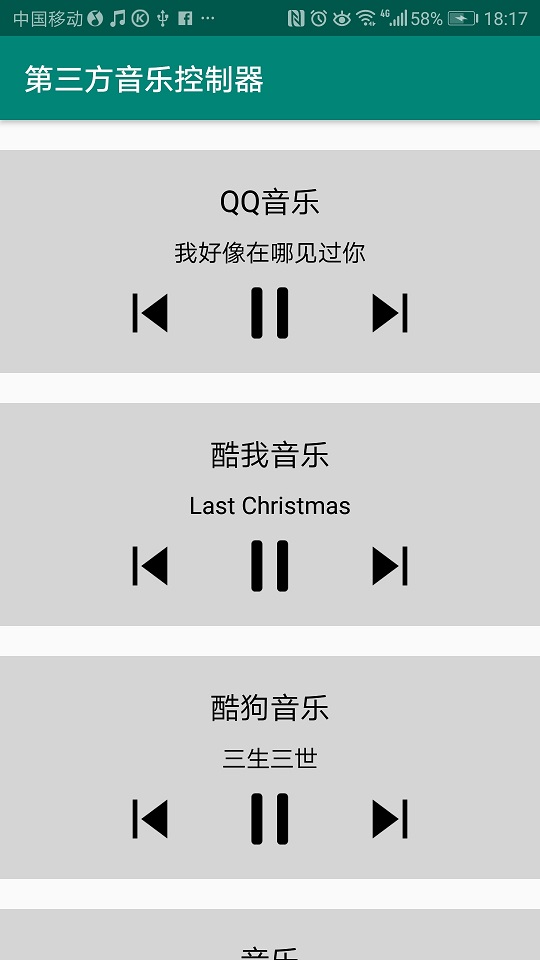 中国移动 4G 58% 18:17
第三方音乐控制器
QQ音乐
我好像在哪见过你
酷我音乐
Last Christmas
酷狗音乐
三生三世
音乐